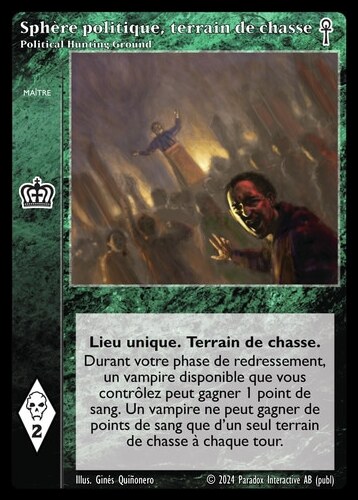 Sphère politique, terrain de chasse
Political Hunting Ground
MAÎTRE
Lieu unique. Terrain de chasse.
Durant votre phase de redressement,
un vampire disponible que vous
contrôlez peut gagner 1 point de
sang. Un vampire ne peut gagner de
points de sang que d'un seul terrain
de chasse à chaque tour.
2
Illus. Ginés Quiñonero
© 2024 Paradox Interactive AB (publ)